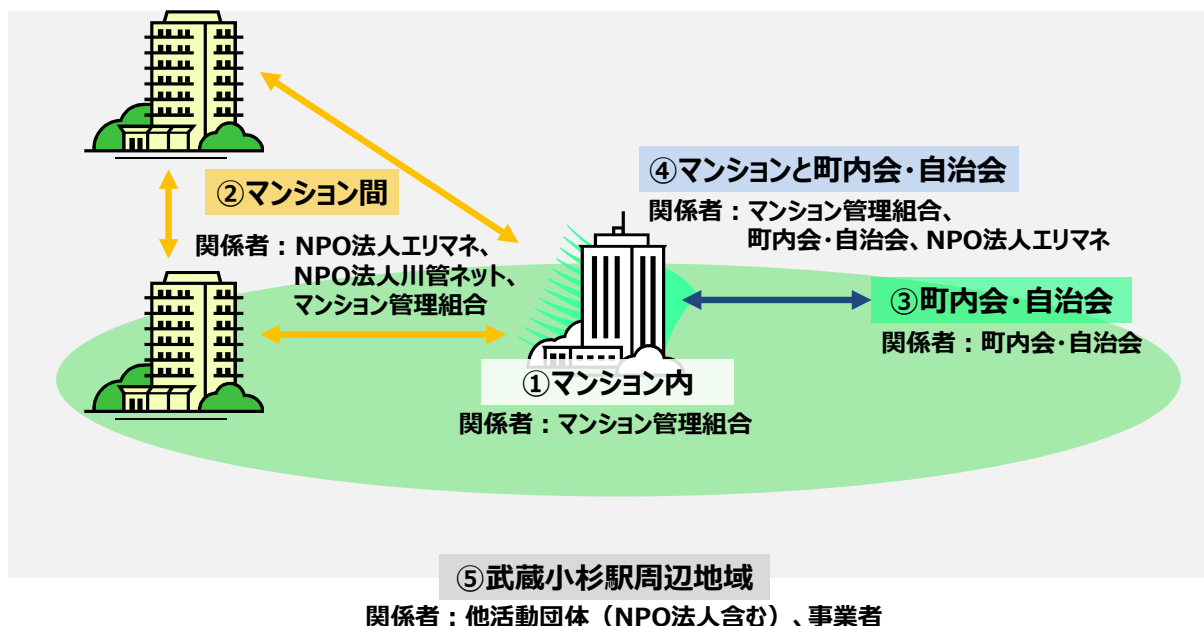 ②マンション間
関係者：NPO法人エリマネ、
NPO法人川管ネット、
マンション管理組合
④マンションと町内会・自治会
関係者：マンション管理組合、
町内会・自治会、NPO法人エリマネ
③町内会・自治会
関係者：町内会・自治会
①マンション内
関係者：マンション管理組合
⑤武蔵小杉駅周辺地域
関係者：他活動団体（NPO法人含む）、事業者